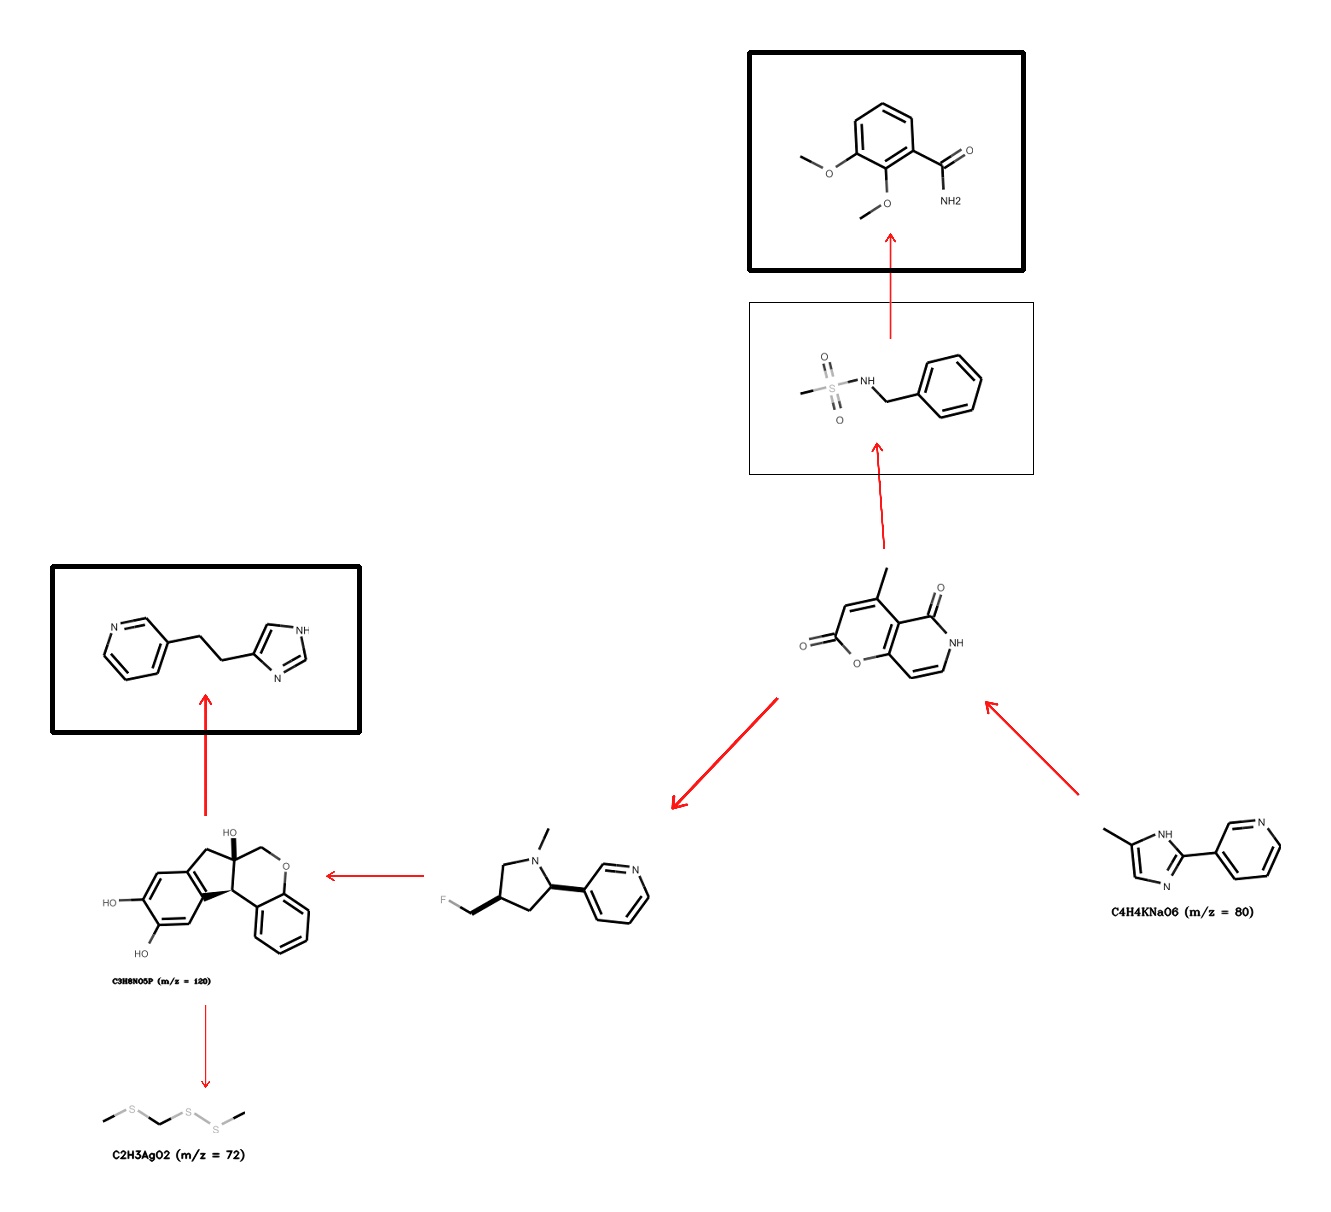 O
O
O
NH2
O
S
NH
O
N
NH
N
O
O
NH
O
HO
O
HO
HO
C3H8NO5P (m/z = 120)
N
N
F
NH
N
N
C4H4KNaO6 (m/z = 80)
S
S
S
C2H3AgO2 (m/z = 72)